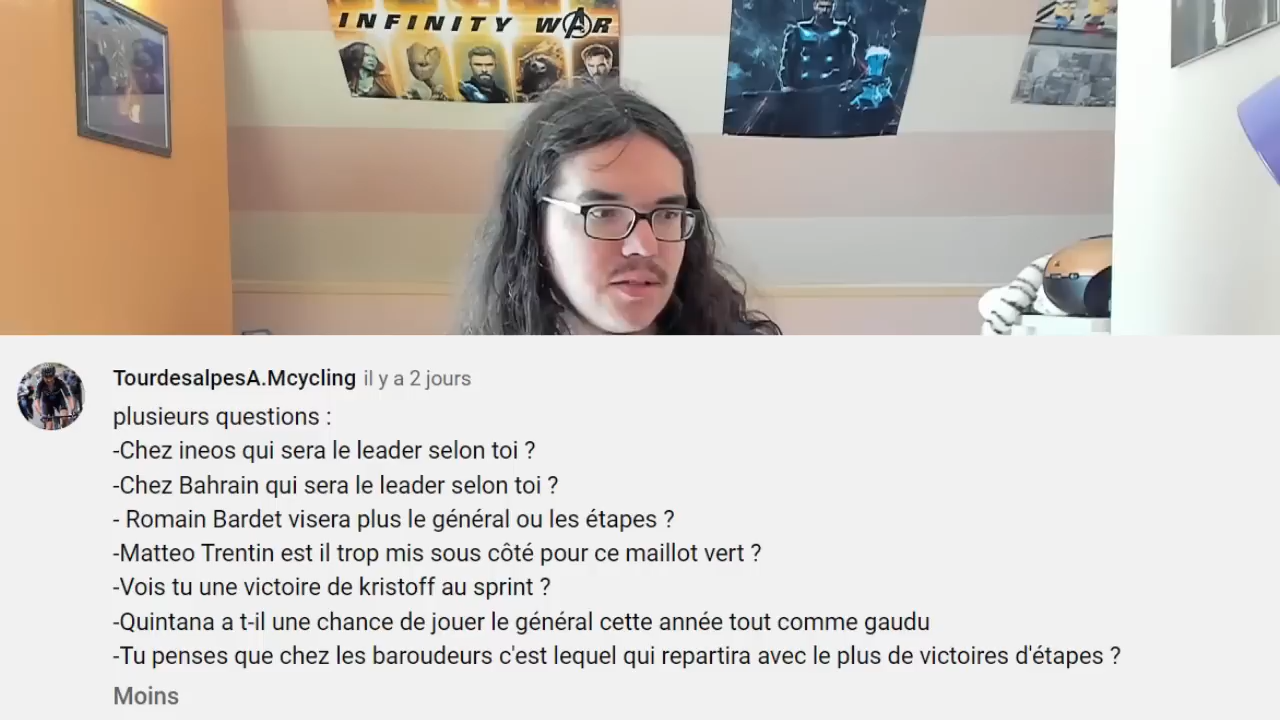 INFINITY WAR
TourdesalpesA.Mcycling il y a 2 jours
plusieurs questions :
-Chez ineos qui sera le leader selon toi ?
-Chez Bahrain qui sera le leader selon toi ?
- Romain Bardet visera plus le général ou les étapes ?
-Matteo Trentin est il trop mis sous côté pour ce maillot vert ?
-Vois tu une victoire de kristoff au sprint ?
-Quintana a t-il une chance de jouer le général cette année tout comme gaudu
-Tu penses que chez les baroudeurs c'est lequel qui repartira avec le plus de victoires d'étapes ?
Moins